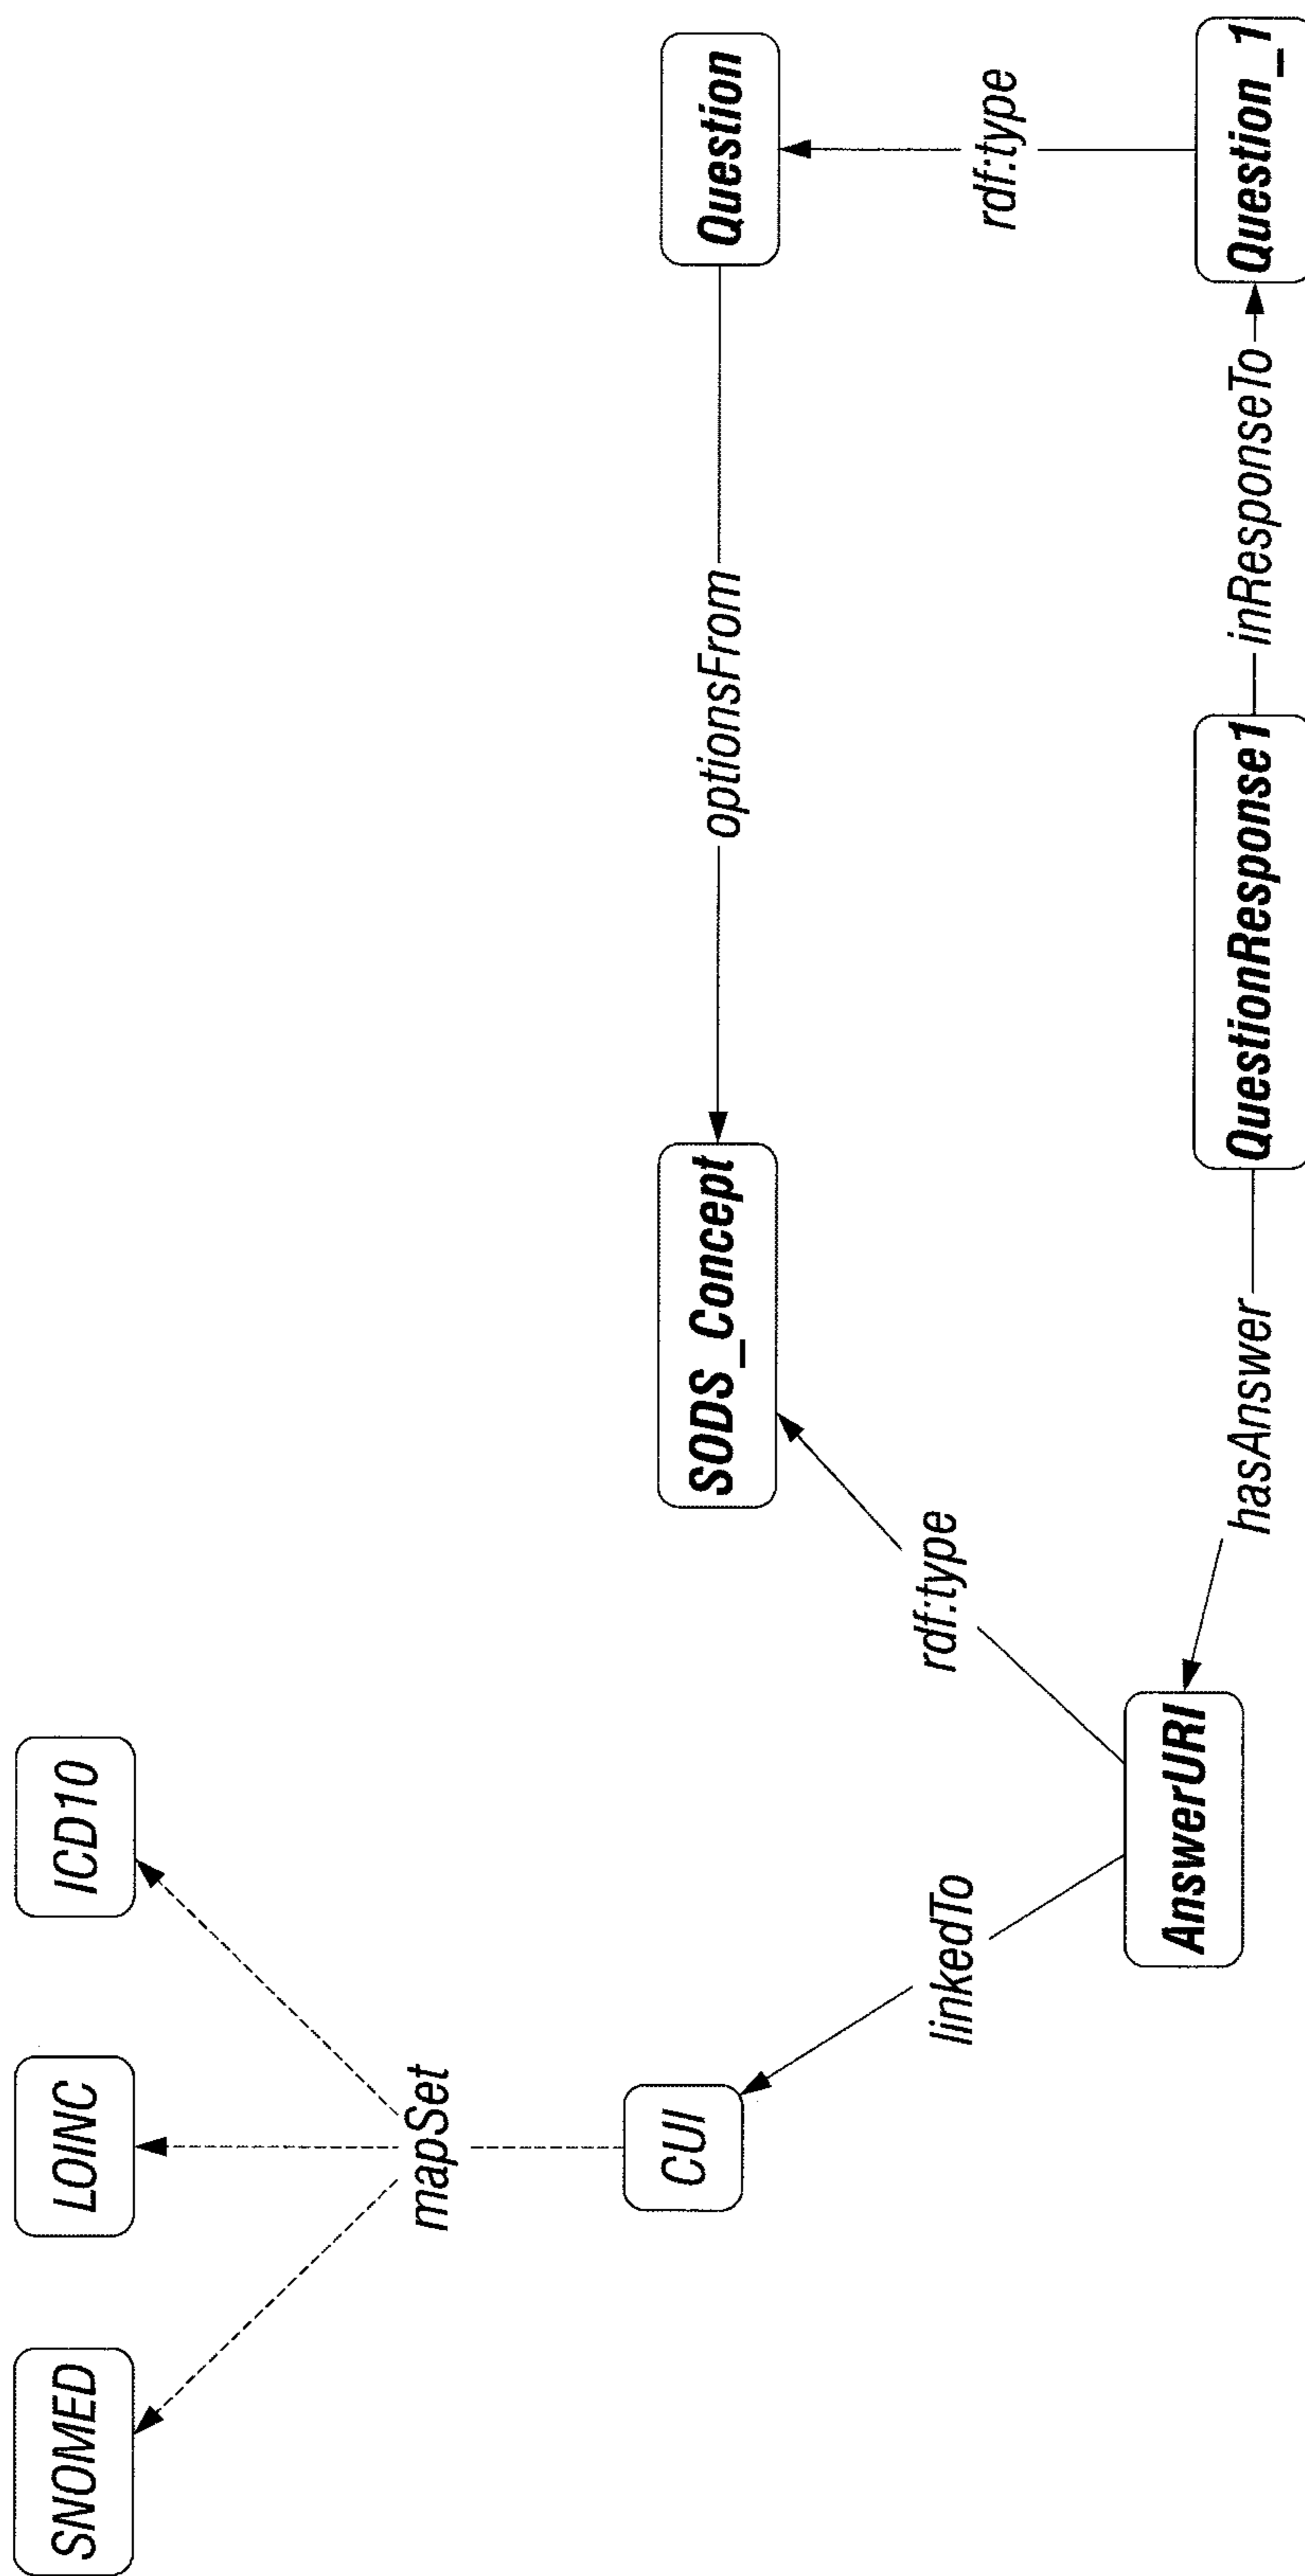 SNOMED
LOINC
ICD10
mapSet
CUI
SODS_Concept
optionsFrom
Question
linkedTo
rdf:type
rdf:type
AnswerURI
hasAnswer
QuestionResponse1
inResponseTo
Question_1